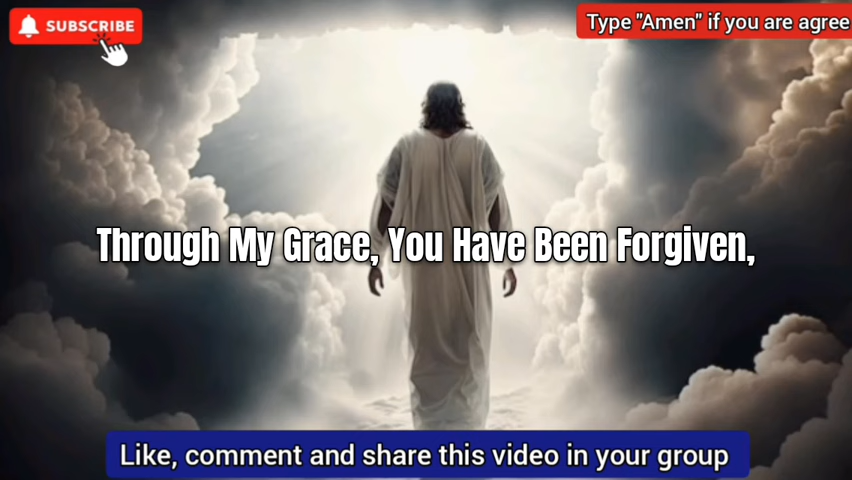 SUBSCRIBE
Type "Amen" if you are agree
Through My Grace, You Have Been Forgiven,
Like, comment and share this video in your group